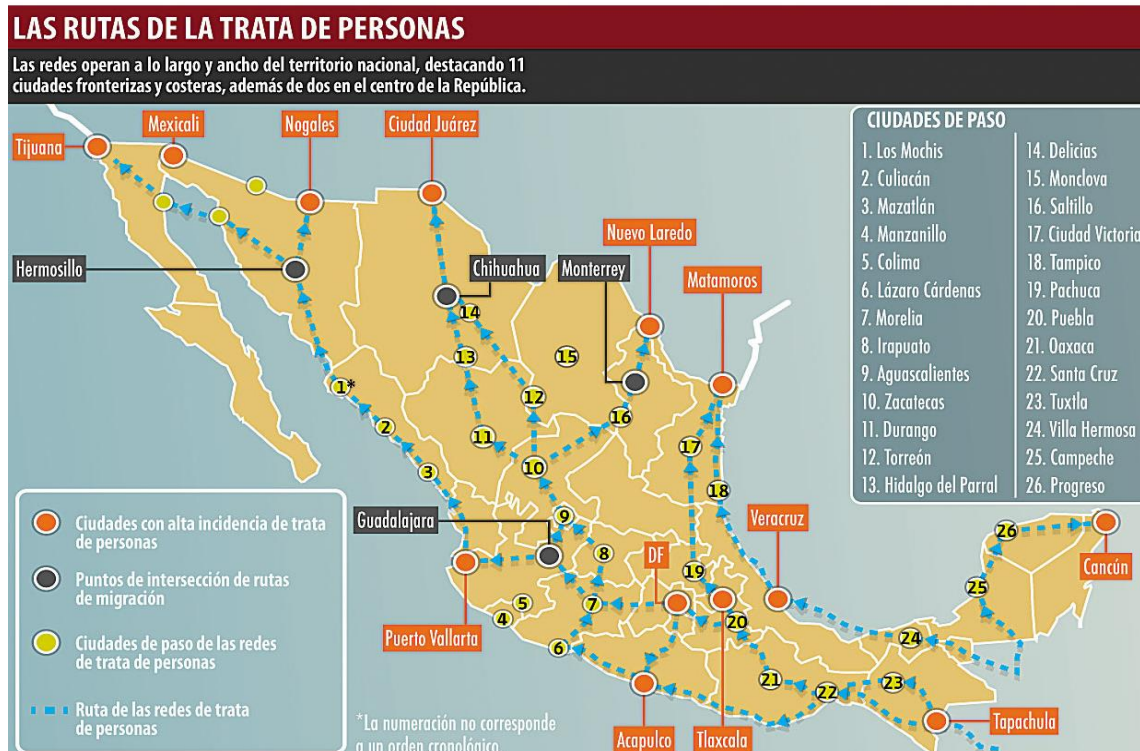 LAS RUTAS DE LA TRATA DE PERSONAS
Las redes operan a lo largo y ancho del territorio nacional, destacando 11
ciudades fronterizas y costeras, además de dos en el centro de la República.
Tijuana
Mexicali
Nogales
Ciudad Juárez
Nuevo Laredo
Matamoros
Hermosillo
Chihuahua
Monterrey
Guadalajara
Puerto Vallarta
DF
Veracruz
Cancún
Acapulco
Tlaxcala
Tapachula
1*
2
3
4
5
6
7
8
9
10
11
12
13
14
15
16
17
18
19
20
21
22
23
24
25
26
CIUDADES DE PASO
1. Los Mochis
2. Culiacán
3. Mazatlán
4. Manzanillo
5. Colima
6. Lázaro Cárdenas
7. Morelia
8. Irapuato
9. Aguascalientes
10. Zacatecas
11. Durango
12. Torreón
13. Hidalgo del Parral
14. Delicias
15. Monclova
16. Saltillo
17. Ciudad Victoria
18. Tampico
19. Pachuca
20. Puebla
21. Oaxaca
22. Santa Cruz
23. Tuxtla
24. Villa Hermosa
25. Campeche
26. Progreso
Ciudades con alta incidencia de trata
de personas
Puntos de intersección de rutas
de migración
Ciudades de paso de las redes
de trata de personas
Ruta de las redes de trata
de personas
*La numeración no corresponde
a un orden cronológico